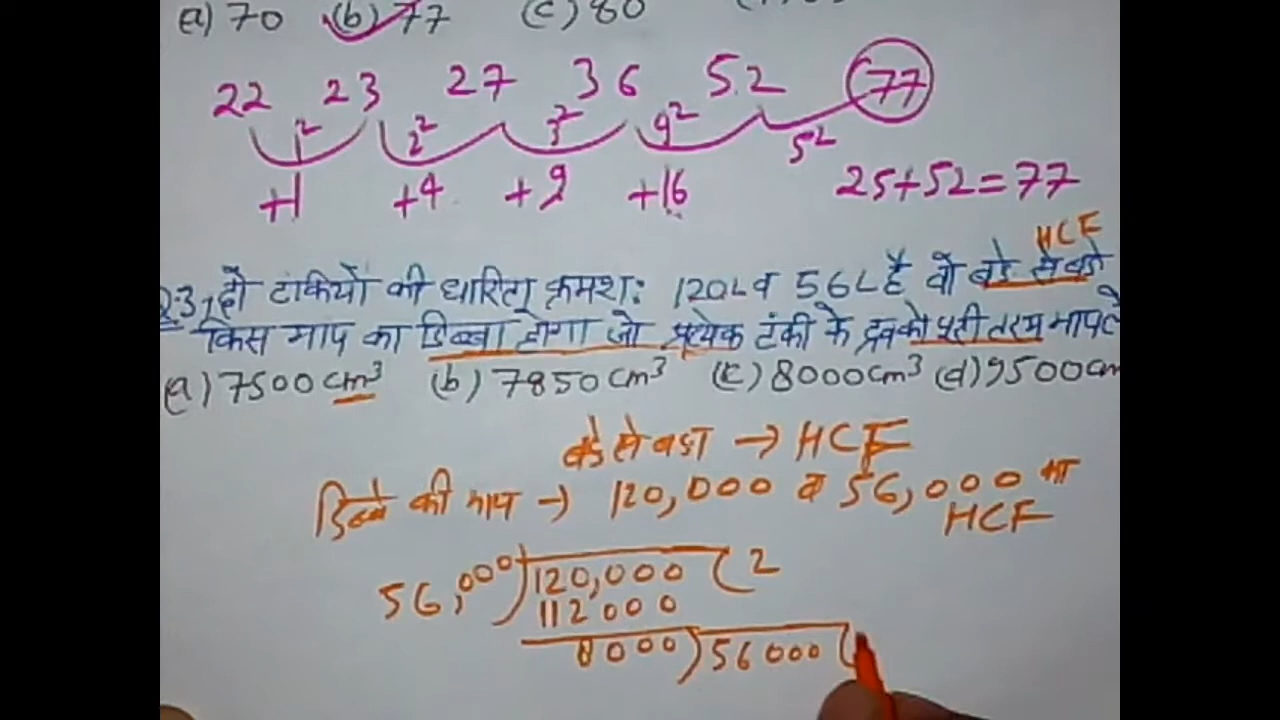 (a) 70 (b) 77 (c) 80
22 23 27 36 52 77
1² 2² 3² 4² 5²
+1 +4 +9 +16 25+52=77
HCF
Q.3, दो टंकियों की धारिता क्रमशः 120L व 56L है तो बडे से बडे
किस माप का डिब्बा होगा जो प्रत्येक टंकी के द्रव को पूरी तरह मापले
(a) 7500 cm³ (b) 7850 cm³ (c) 8000 cm³ (d) 9500 cm
बडे से बडा → HCF
डिब्बे की माप → 120,000 व 56,000 का
HCF
56,000 ) 120,000 ( 2
112000
8000 ) 56000 (